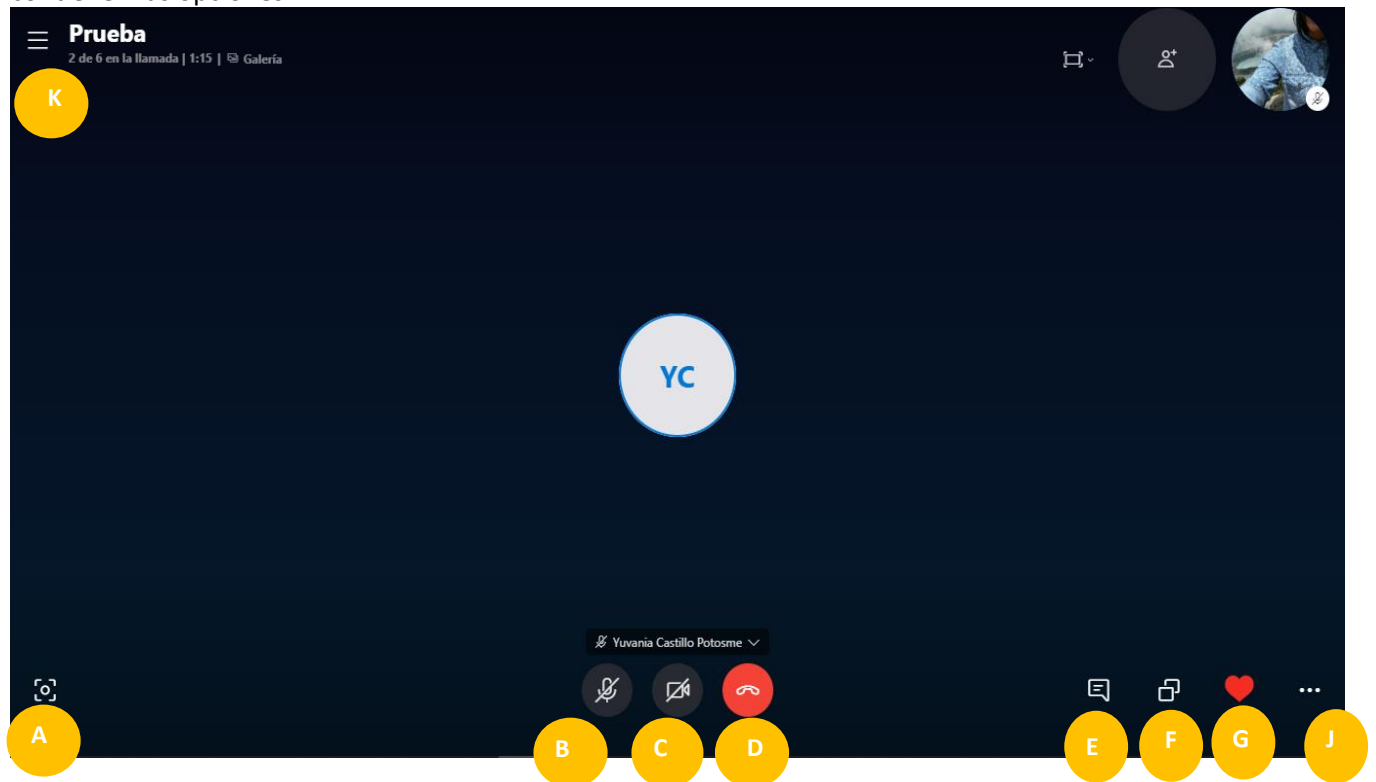 Prueba
2 de 6 en la llamada | 1:15 | Galería
K
YC
Yuvania Castillo Potosme
A
B
C
D
E
F
G
J